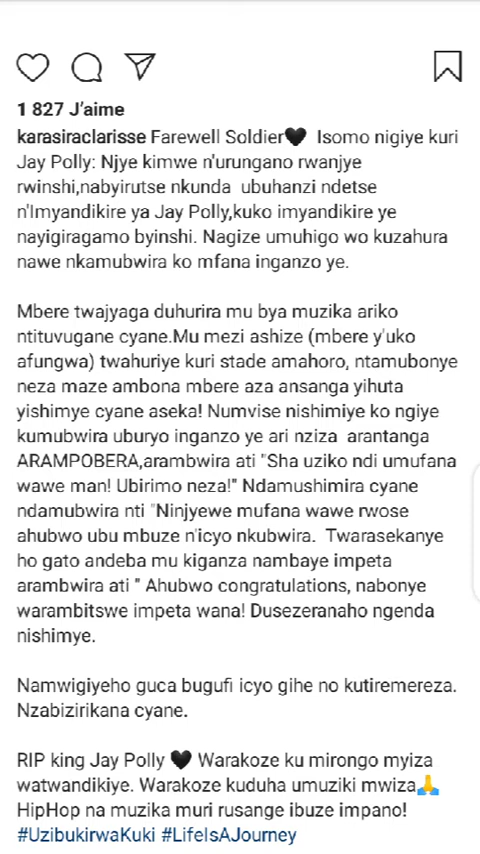 1 827 J'aime
karasiraclarisse Farewell Soldier🖤 Isomo nigiye kuri
Jay Polly: Njye kimwe n'urungano rwanjye
rwinshi,nabyirutse nkunda ubuhanzi ndetse
n'Imyandikire ya Jay Polly,kuko imyandikire ye
nayigiragamo byinshi. Nagize umuhigo wo kuzahura
nawe nkamubwira ko mfana inganzo ye.
Mbere twajyaga duhurira mu bya muzika ariko
ntituvugane cyane.Mu mezi ashize (mbere y'uko
afungwa) twahuriye kuri stade amahoro, ntamubonye
neza maze ambona mbere aza ansanga yihuta
yishimye cyane aseka! Numvise nishimiye ko ngiye
kumubwira uburyo inganzo ye ari nziza arantanga
ARAMPOBERA,arambwira ati "Sha uziko ndi umufana
wawe man! Ubirimo neza!" Ndamushimira cyane
ndamubwira nti "Ninjyewe mufana wawe rwose
ahubwo ubu mbuze n'icyo nkubwira. Twarasekanye
ho gato andeba mu kiganza nambaye impeta
arambwira ati " Ahubwo congratulations, nabonye
warambitswe impeta wana! Dusezeranaho ngenda
nishimye.
Namwigiyeho guca bugufi icyo gihe no kutiremereza.
Nzabizirikana cyane.
RIP king Jay Polly 🖤 Warakoze ku mirongo myiza
watwandikiye. Warakoze kuduha umuziki mwiza🙏
HipHop na muzika muri rusange ibuze impano!
#UzibukirwaKuki #LifeIsAJourney